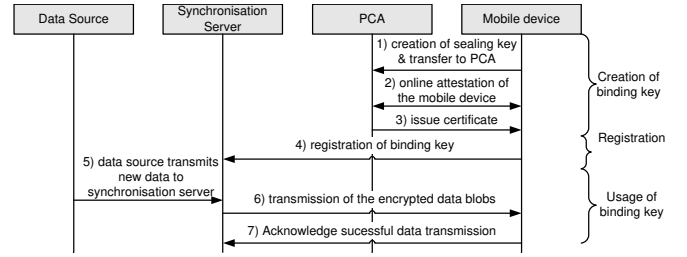 Data Source
Synchronisation
Server
PCA
Mobile device
1) creation of sealing key
& transfer to PCA
2) online attestation of
the mobile device
3) issue certificate
Creation of
binding key
4) registration of binding key
Registration
5) data source transmits
new data to
synchronisation server
6) transmission of the encrypted data blobs
7) Acknowledge sucessful data transmission
Usage of
binding key